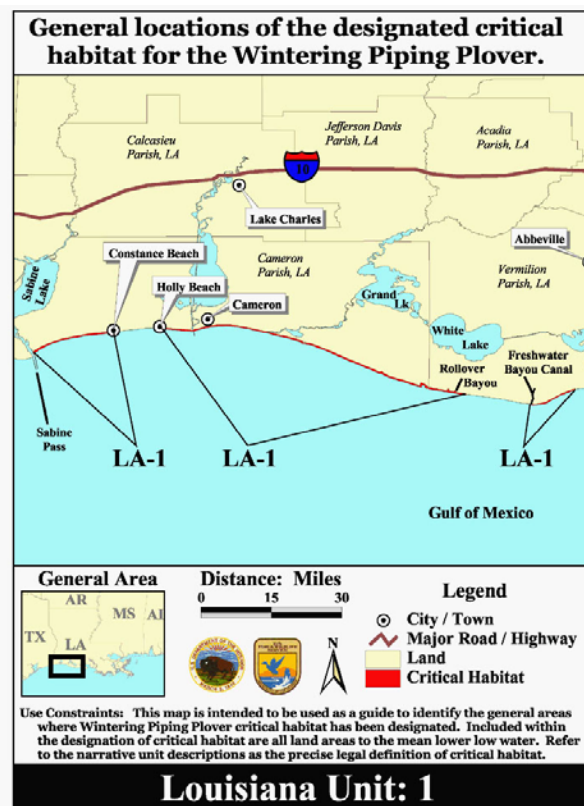 General locations of the designated critical
habitat for the Wintering Piping Plover.
Calcasieu
Parish, LA
Jefferson Davis
Parish, LA
Acadia
Parish, LA
10
Lake Charles
Abbeville
Constance Beach
Cameron
Parish, LA
Vermilion
Parish, LA
Sabine
Lake
Holly Beach
Cameron
Grand
Lk
White
Lake
Rollover
Bayou
Freshwater
Bayou Canal
Sabine
Pass
LA-1
LA-1
LA-1
Gulf of Mexico
General Area
AR
MS
TX
LA
Distance: Miles
0
15
30
N
Legend
City / Town
Major Road / Highway
Land
Critical Habitat
Use Constraints: This map is intended to be used as a guide to identify the general areas
where Wintering Piping Plover critical habitat has been designated. Included within
the designation of critical habitat are all land areas to the mean lower low water. Refer
to the narrative unit descriptions as the precise legal definition of critical habitat.
Louisiana Unit: 1